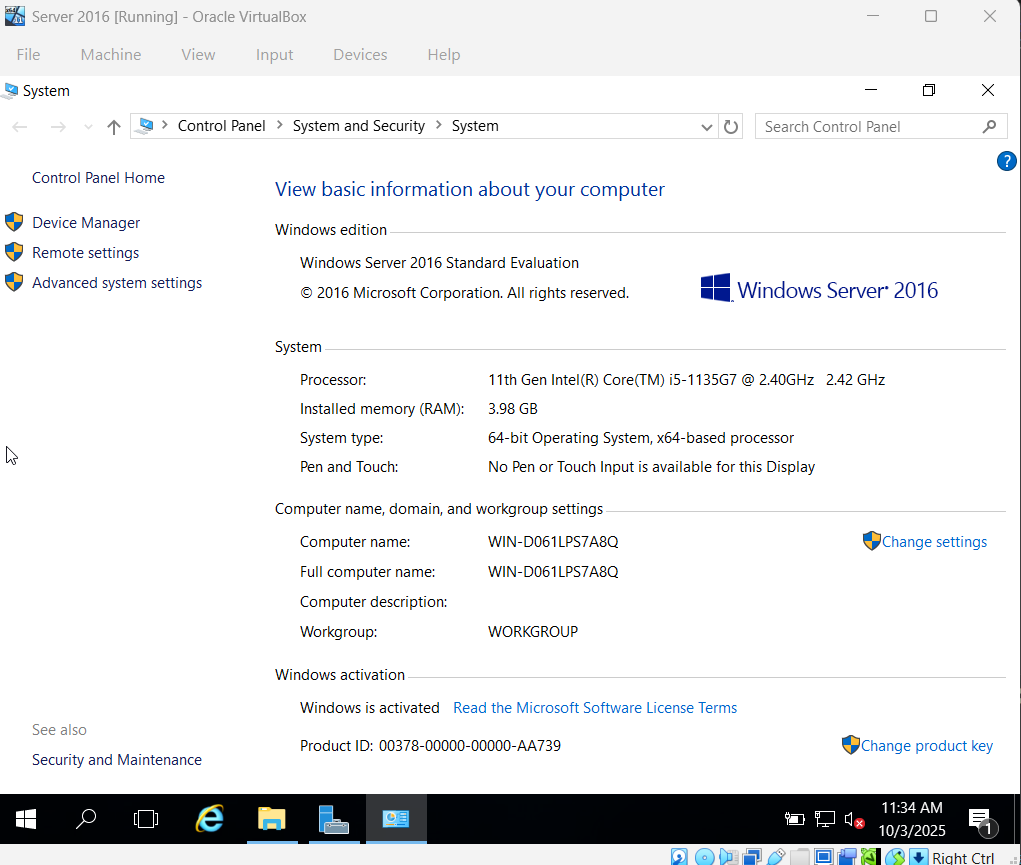 Server 2016 [Running] - Oracle VirtualBox
File Machine View Input Devices Help
System
Control Panel System and Security System
Search Control Panel
?
Control Panel Home
Device Manager
Remote settings
Advanced system settings
View basic information about your computer
Windows edition
Windows Server 2016 Standard Evaluation
© 2016 Microsoft Corporation. All rights reserved.
Windows Server® 2016
System
Processor: 11th Gen Intel(R) Core(TM) i5-1135G7 @ 2.40GHz 2.42 GHz
Installed memory (RAM): 3.98 GB
System type: 64-bit Operating System, x64-based processor
Pen and Touch: No Pen or Touch Input is available for this Display
Computer name, domain, and workgroup settings
Computer name: WIN-D061LPS7A8Q
Change settings
Full computer name: WIN-D061LPS7A8Q
Computer description:
Workgroup: WORKGROUP
Windows activation
Windows is activated Read the Microsoft Software License Terms
Product ID: 00378-00000-00000-AA739
Change product key
See also
Security and Maintenance
11:34 AM
10/3/2025
1
Right Ctrl